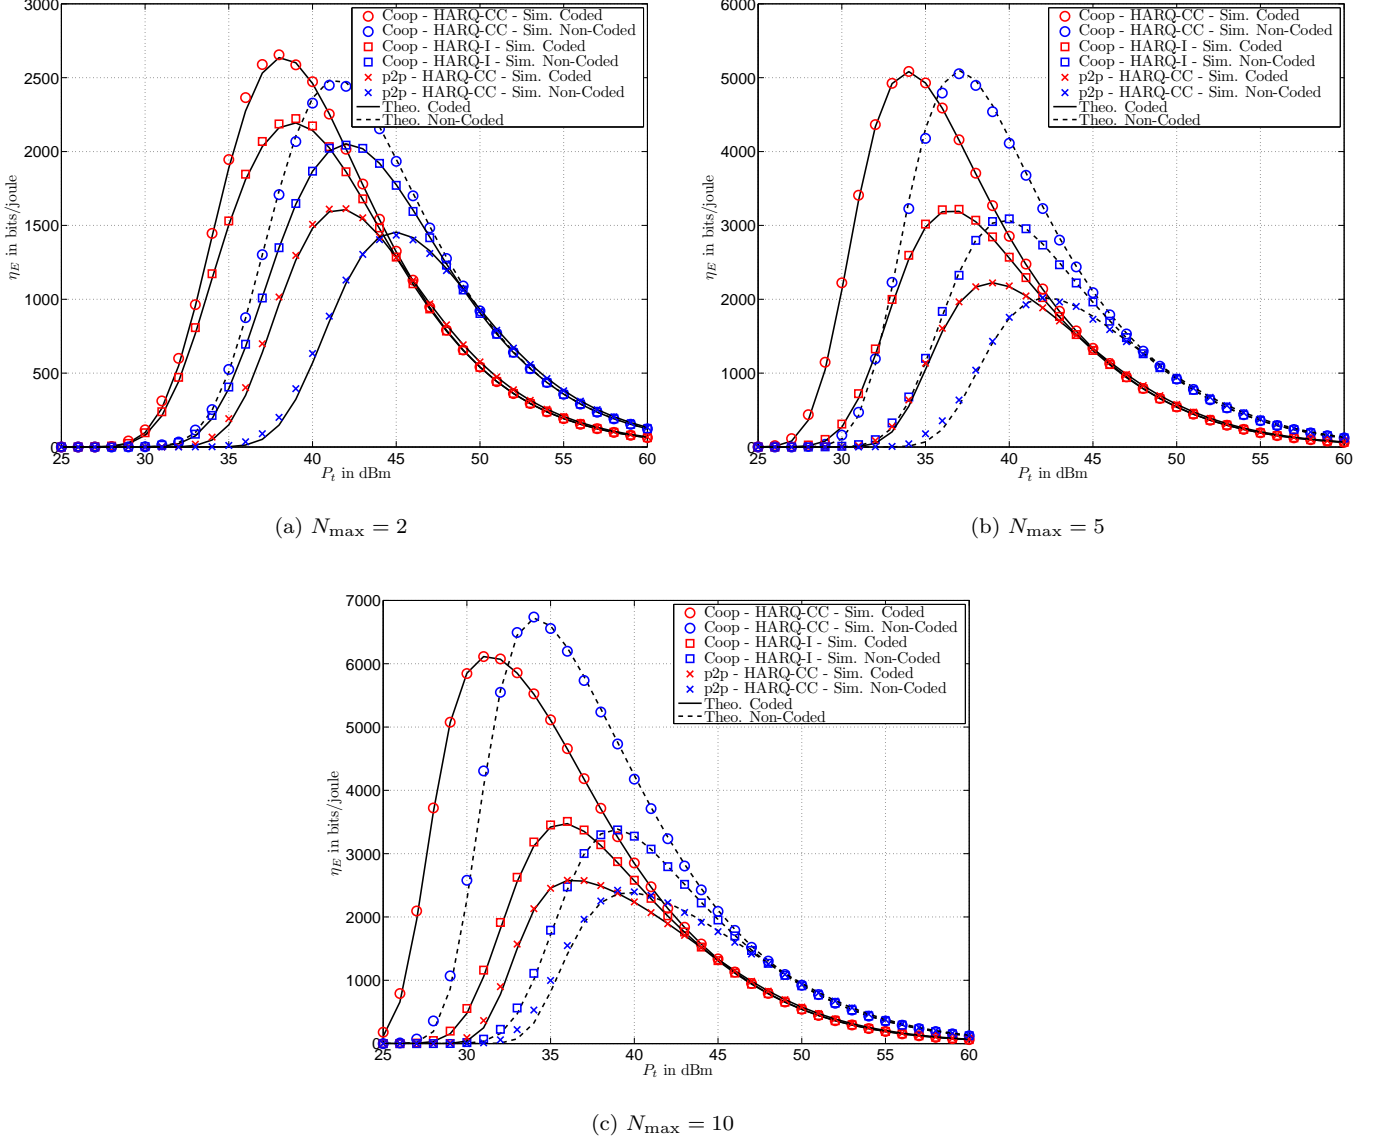 3000
2500
2000
1500
1000
500
0
η_E in bits/joule
25 30 35 40 45 50 55 60
P_t in dBm
Coop - HARQ-CC - Sim. Coded
Coop - HARQ-CC - Sim. Non-Coded
Coop - HARQ-I - Sim. Coded
Coop - HARQ-I - Sim. Non-Coded
p2p - HARQ-CC - Sim. Coded
p2p - HARQ-CC - Sim. Non-Coded
Theo. Coded
Theo. Non-Coded
(a) N_max = 2
6000
5000
4000
3000
2000
1000
0
η_E in bits/joule
25 30 35 40 45 50 55 60
P_t in dBm
Coop - HARQ-CC - Sim. Coded
Coop - HARQ-CC - Sim. Non-Coded
Coop - HARQ-I - Sim. Coded
Coop - HARQ-I - Sim. Non-Coded
p2p - HARQ-CC - Sim. Coded
p2p - HARQ-CC - Sim. Non-Coded
Theo. Coded
Theo. Non-Coded
(b) N_max = 5
7000
6000
5000
4000
3000
2000
1000
0
η_E in bits/joule
25 30 35 40 45 50 55 60
P_t in dBm
Coop - HARQ-CC - Sim. Coded
Coop - HARQ-CC - Sim. Non-Coded
Coop - HARQ-I - Sim. Coded
Coop - HARQ-I - Sim. Non-Coded
p2p - HARQ-CC - Sim. Coded
p2p - HARQ-CC - Sim. Non-Coded
Theo. Coded
Theo. Non-Coded
(c) N_max = 10